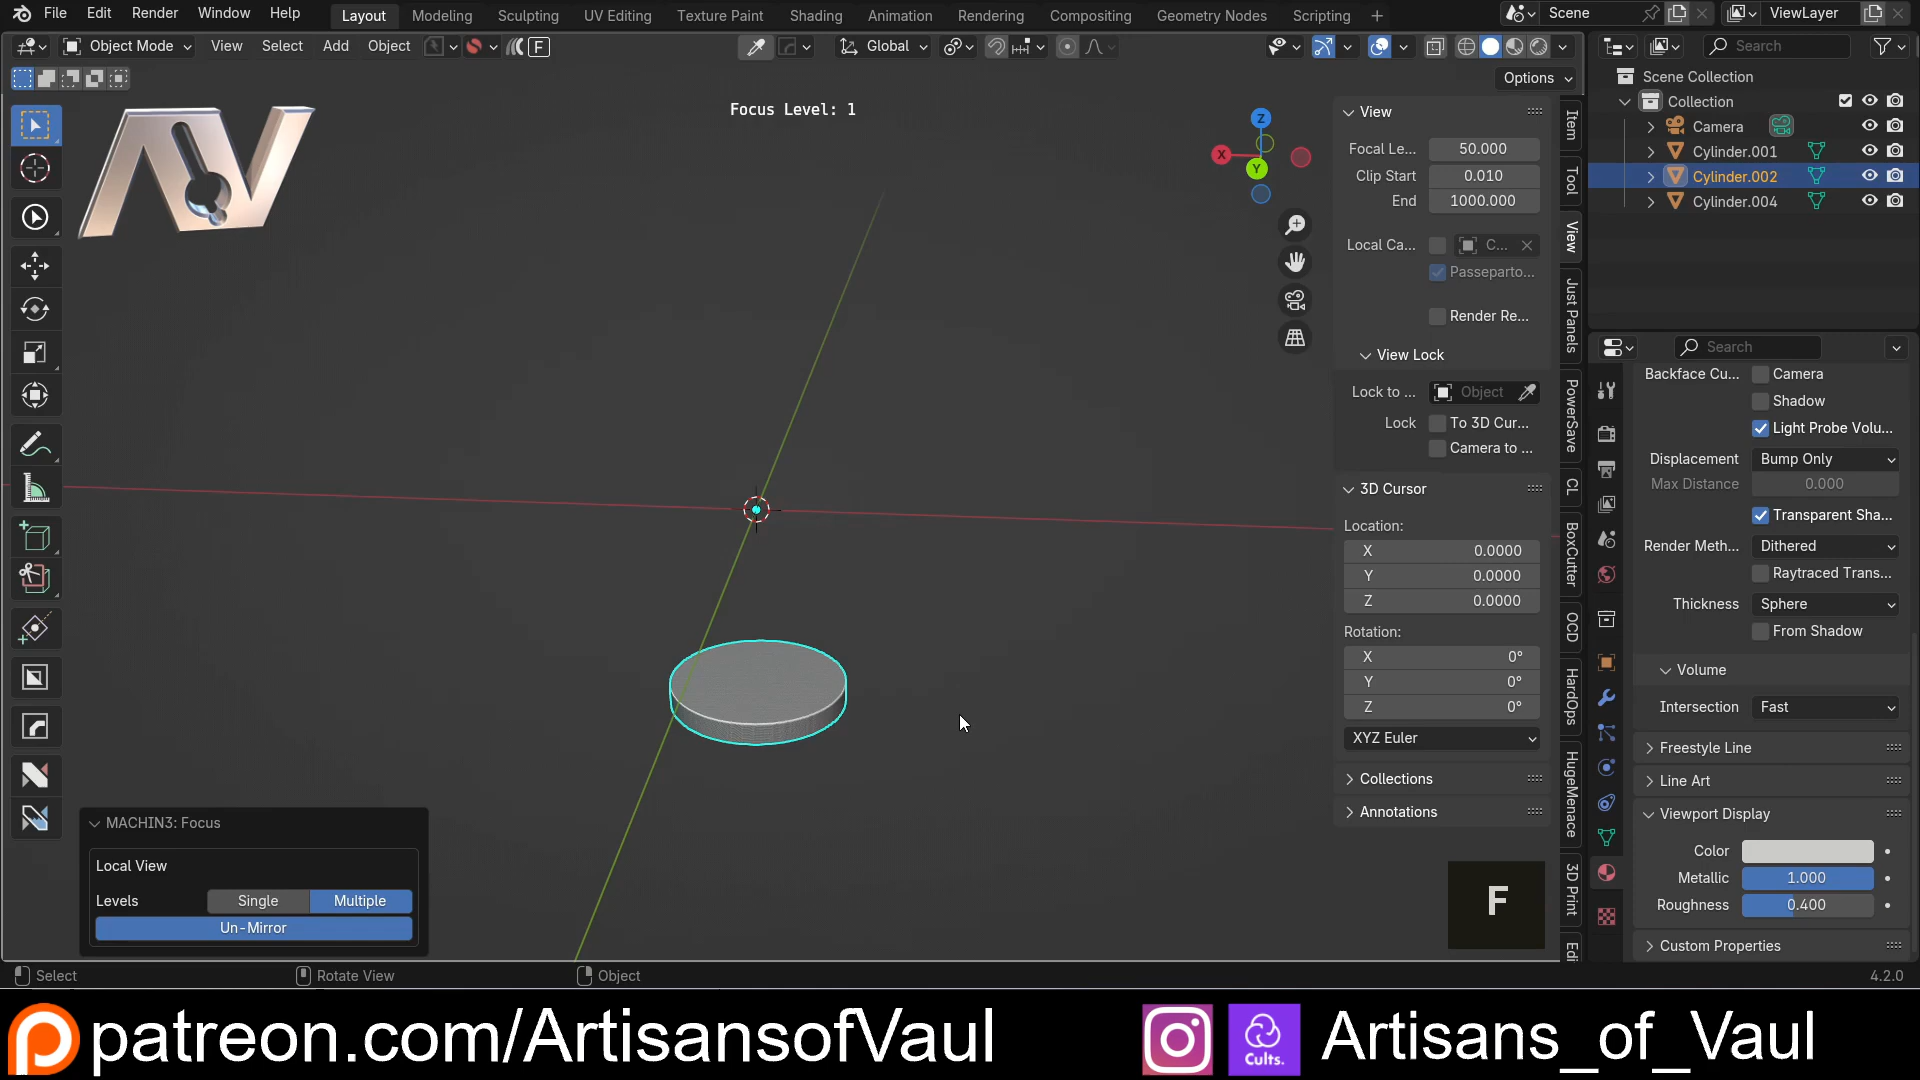 File Edit Render Window Help Layout Modeling Sculpting UV Editing Texture Paint Shading Animation Rendering Compositing Geometry Nodes Scripting + Scene ViewLayer
Object Mode View Select Add Object F Global Search
Options
Scene Collection
Collection
Camera
Cylinder.001
Cylinder.002
Cylinder.004
AV
Focus Level: 1
Z
X
Y
View
Focal Le... 50.000
Clip Start 0.010
End 1000.000
Local Ca... C...
Passeparto...
Render Re...
View Lock
Lock to ... Object
Lock To 3D Cur...
Camera to ...
3D Cursor
Location:
X 0.0000
Y 0.0000
Z 0.0000
Rotation:
X 0°
Y 0°
Z 0°
XYZ Euler
Collections
Annotations
Item
Tool
View
Just Panels
PowerSave
CL
BoxCutter
OCD
HardOps
HugeMenace
3D Print
Edi
Search
Backface Cu... Camera
Shadow
Light Probe Volu...
Displacement Bump Only
Max Distance 0.000
Transparent Sha...
Render Meth... Dithered
Raytraced Trans...
Thickness Sphere
From Shadow
Volume
Intersection Fast
Freestyle Line
Line Art
Viewport Display
Color
Metallic 1.000
Roughness 0.400
Custom Properties
MACHIN3: Focus
Local View
Levels Single Multiple
Un-Mirror
F
Select Rotate View Object 4.2.0
patreon.com/ArtisansofVaul Cults. Artisans_of_Vaul